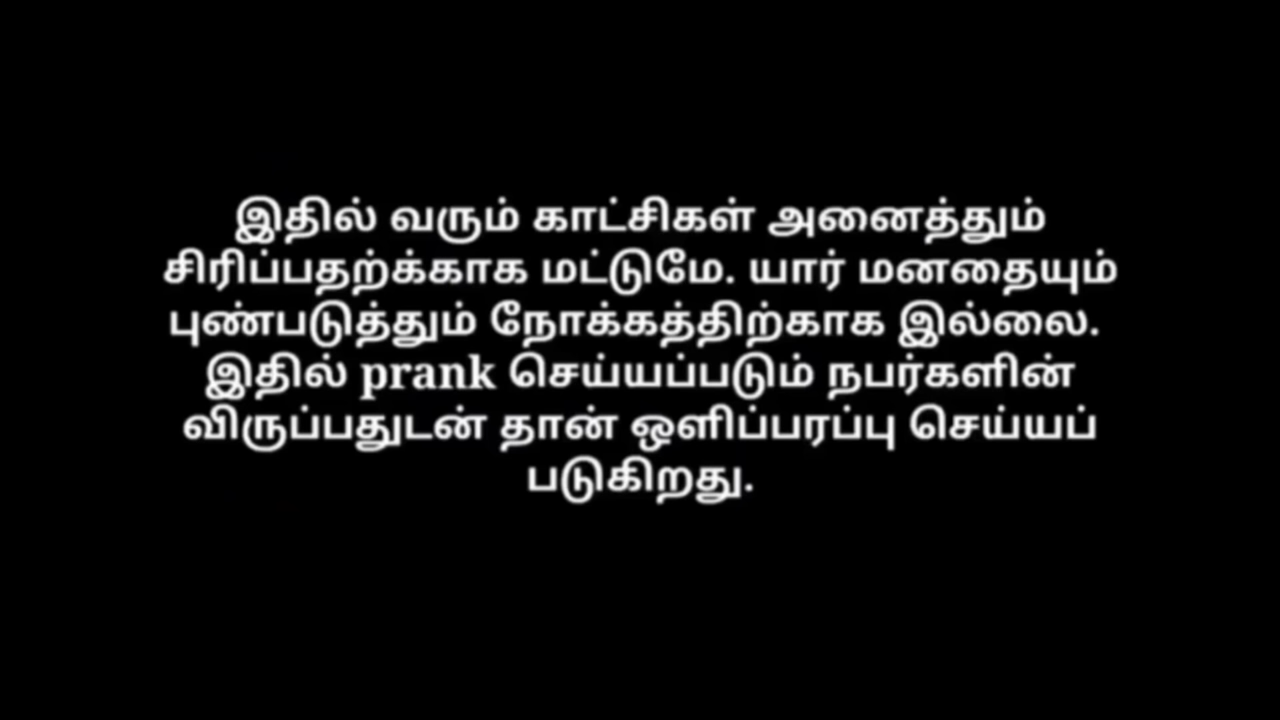 இதில் வரும் காட்சிகள் அனைத்தும்
சிரிப்பதற்க்காக மட்டுமே. யார் மனதையும்
புண்படுத்தும் நோக்கத்திற்காக இல்லை.
இதில் prank செய்யப்படும் நபர்களின்
விருப்பதுடன் தான் ஒளிப்பரப்பு செய்யப்
படுகிறது.